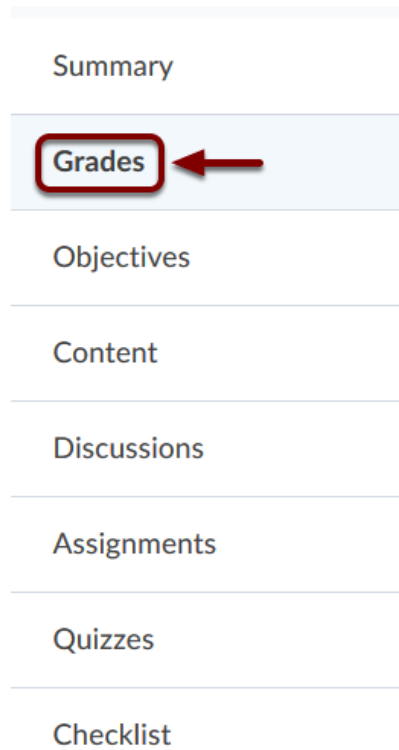 Summary
Grades
Objectives
Content
Discussions
Assignments
Quizzes
Checklist